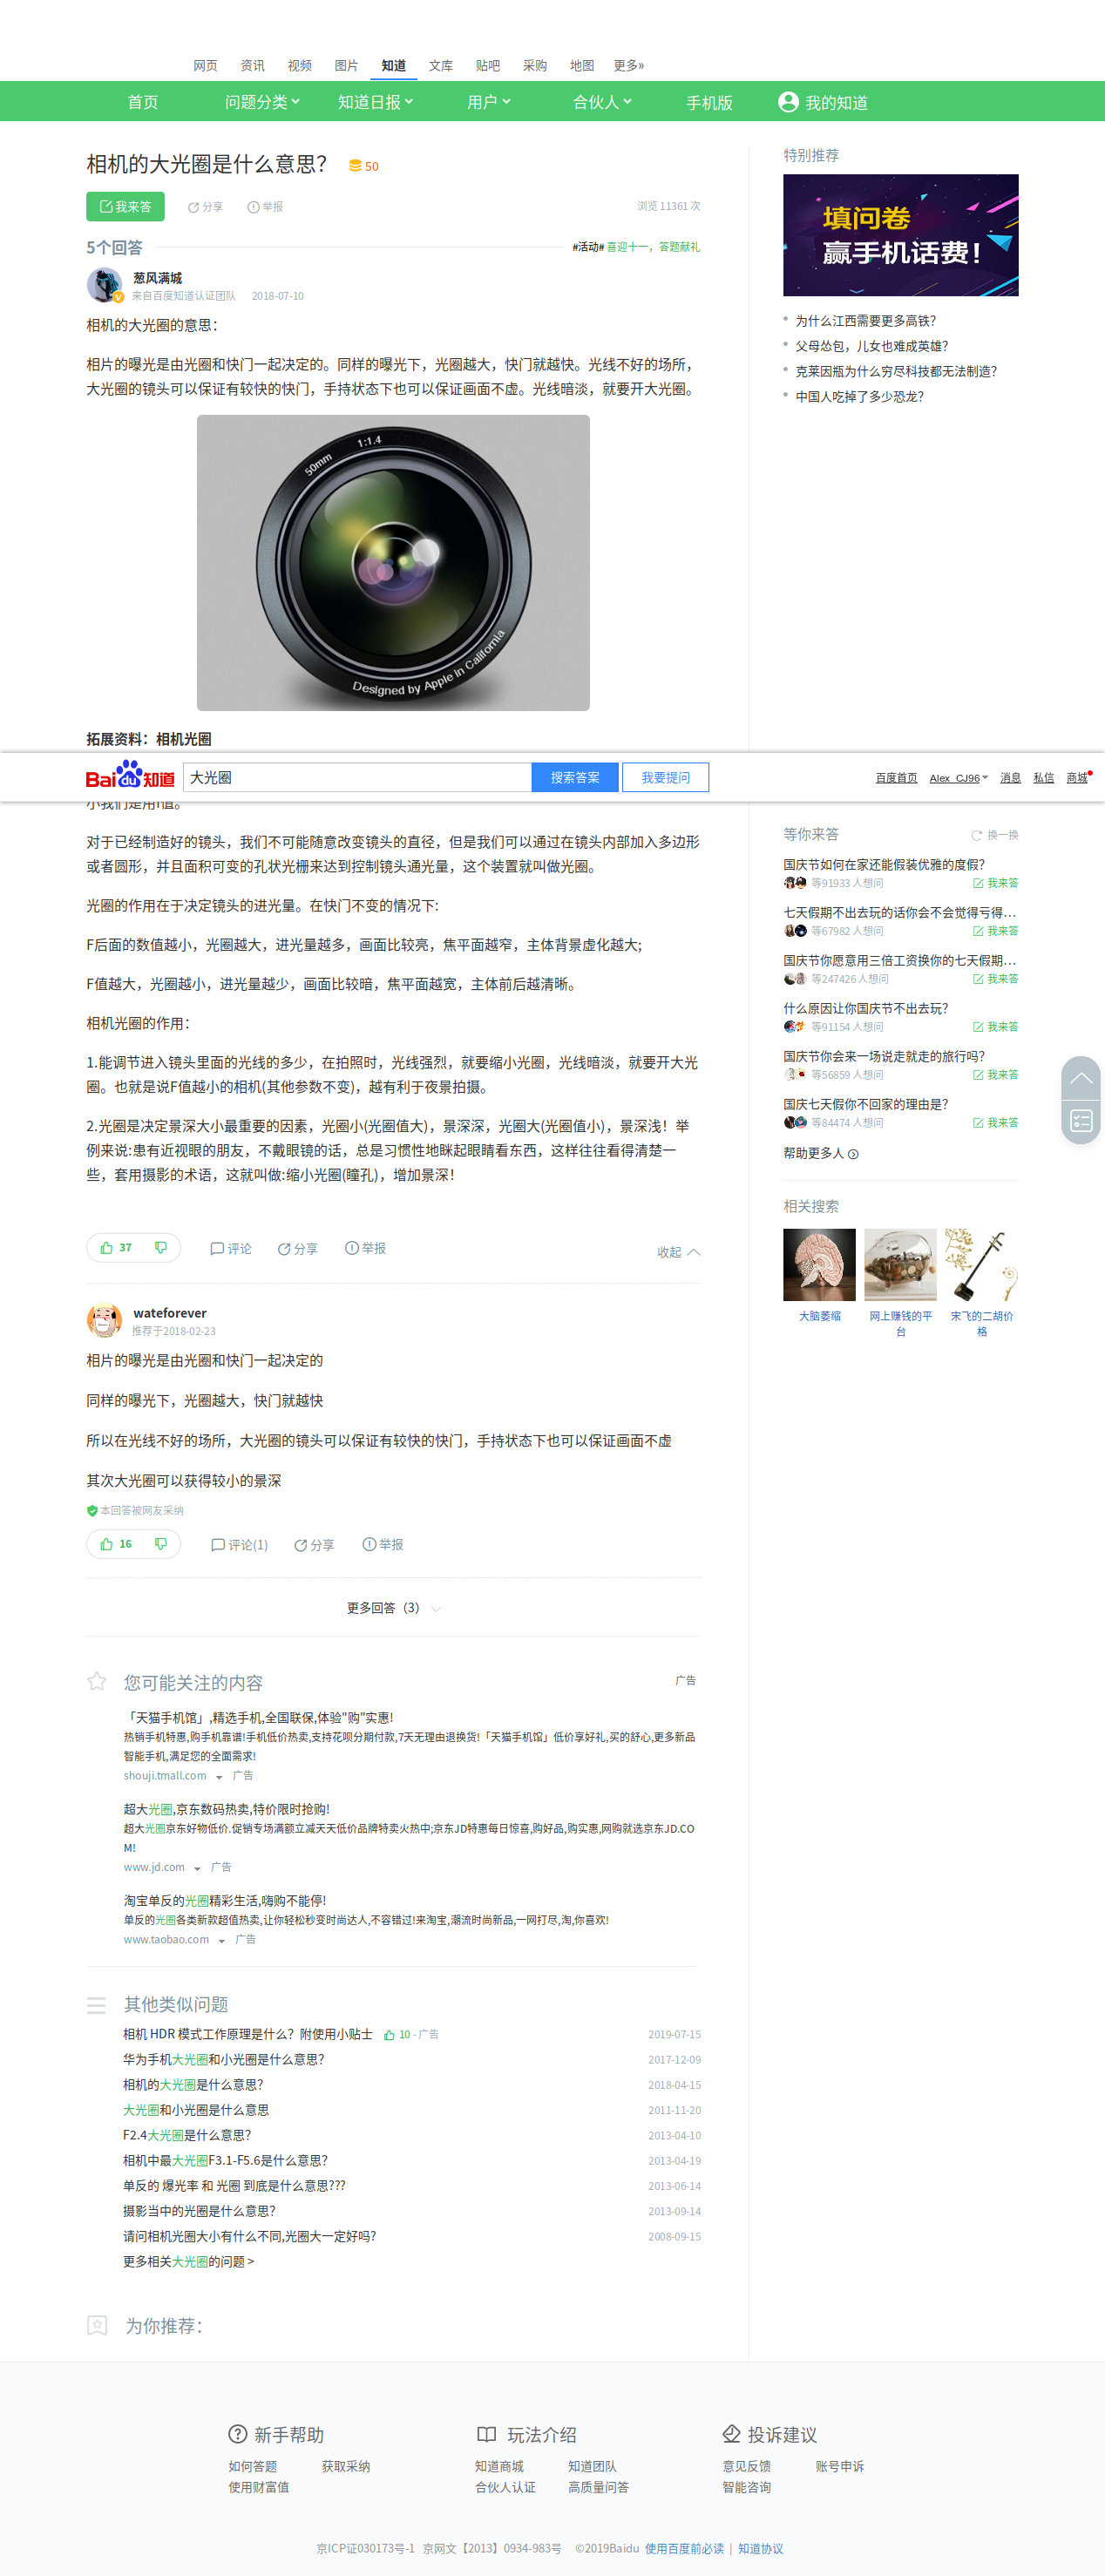 网页 资讯 视频 图片 知道 文库 贴吧 采购 地图 更多»
首页 问题分类 知道日报 用户 合伙人 手机版 我的知道
相机的大光圈是什么意思？ 50
我来答 分享 举报 浏览 11361 次
5个回答 #活动# 喜迎十一，答题献礼
葱风满城
来自百度知道认证团队 2018-07-10
相机的大光圈的意思：
相片的曝光是由光圈和快门一起决定的。同样的曝光下，光圈越大，快门就越快。光线不好的场所，
大光圈的镜头可以保证有较快的快门，手持状态下也可以保证画面不虚。光线暗淡，就要开大光圈。
50mm 1:1.4
Designed by Apple in California
拓展资料：相机光圈
Baidu知道 大光圈 搜索答案 我要提问 百度首页 Alex_CJ96 消息 私信 商城
小我们是用f值。
对于已经制造好的镜头，我们不可能随意改变镜头的直径，但是我们可以通过在镜头内部加入多边形
或者圆形，并且面积可变的孔状光栅来达到控制镜头通光量，这个装置就叫做光圈。
光圈的作用在于决定镜头的进光量。在快门不变的情况下:
F后面的数值越小，光圈越大，进光量越多，画面比较亮，焦平面越窄，主体背景虚化越大;
F值越大，光圈越小，进光量越少，画面比较暗，焦平面越宽，主体前后越清晰。
相机光圈的作用：
1.能调节进入镜头里面的光线的多少，在拍照时，光线强烈，就要缩小光圈，光线暗淡，就要开大光
圈。也就是说F值越小的相机(其他参数不变)，越有利于夜景拍摄。
2.光圈是决定景深大小最重要的因素，光圈小(光圈值大)，景深深，光圈大(光圈值小)，景深浅！举
例来说:患有近视眼的朋友，不戴眼镜的话，总是习惯性地眯起眼睛看东西，这样往往看得清楚一
些，套用摄影的术语，这就叫做:缩小光圈(瞳孔)，增加景深！
37 评论 分享 举报 收起
wateforever
推荐于2018-02-23
相片的曝光是由光圈和快门一起决定的
同样的曝光下，光圈越大，快门就越快
所以在光线不好的场所，大光圈的镜头可以保证有较快的快门，手持状态下也可以保证画面不虚
其次大光圈可以获得较小的景深
本回答被网友采纳
16 评论(1) 分享 举报
更多回答（3）
您可能关注的内容 广告
「天猫手机馆」,精选手机,全国联保,体验"购"实惠!
热销手机特惠,购手机靠谱!手机低价热卖,支持花呗分期付款,7天无理由退换货!「天猫手机馆」低价享好礼,买的舒心,更多新品
智能手机,满足您的全面需求!
shouji.tmall.com 广告
超大光圈,京东数码热卖,特价限时抢购!
超大光圈京东好物低价.促销专场满额立减天天低价品牌特卖火热中;京东JD特惠每日惊喜,购好品,购实惠,网购就选京东JD.CO
M!
www.jd.com 广告
淘宝单反的光圈精彩生活,嗨购不能停!
单反的光圈各类新款超值热卖,让你轻松秒变时尚达人,不容错过!来淘宝,潮流时尚新品,一网打尽,淘,你喜欢!
www.taobao.com 广告
其他类似问题
相机 HDR 模式工作原理是什么？附使用小贴士 10 - 广告 2019-07-15
华为手机大光圈和小光圈是什么意思？ 2017-12-09
相机的大光圈是什么意思？ 2018-04-15
大光圈和小光圈是什么意思 2011-11-20
F2.4大光圈是什么意思？ 2013-04-10
相机中最大光圈F3.1-F5.6是什么意思？ 2013-04-19
单反的 爆光率 和 光圈 到底是什么意思??? 2013-06-14
摄影当中的光圈是什么意思？ 2013-09-14
请问相机光圈大小有什么不同,光圈大一定好吗？ 2008-09-15
更多相关大光圈的问题 >
为你推荐：
特别推荐
填问卷
赢手机话费！
为什么江西需要更多高铁？
父母怂包，儿女也难成英雄？
克莱因瓶为什么穷尽科技都无法制造？
中国人吃掉了多少恐龙？
等你来答 换一换
国庆节如何在家还能假装优雅的度假？
等91933 人想问 我来答
七天假期不出去玩的话你会不会觉得亏得…
等67982 人想问 我来答
国庆节你愿意用三倍工资换你的七天假期…
等247426 人想问 我来答
什么原因让你国庆节不出去玩？
等91154 人想问 我来答
国庆节你会来一场说走就走的旅行吗？
等56859 人想问 我来答
国庆七天假你不回家的理由是？
等84474 人想问 我来答
帮助更多人
相关搜索
大脑萎缩 网上赚钱的平台 宋飞的二胡价格
新手帮助 玩法介绍 投诉建议
如何答题 获取采纳 知道商城 知道团队 意见反馈 账号申诉
使用财富值 合伙人认证 高质量问答 智能咨询
京ICP证030173号-1 京网文【2013】0934-983号 ©2019Baidu 使用百度前必读 | 知道协议